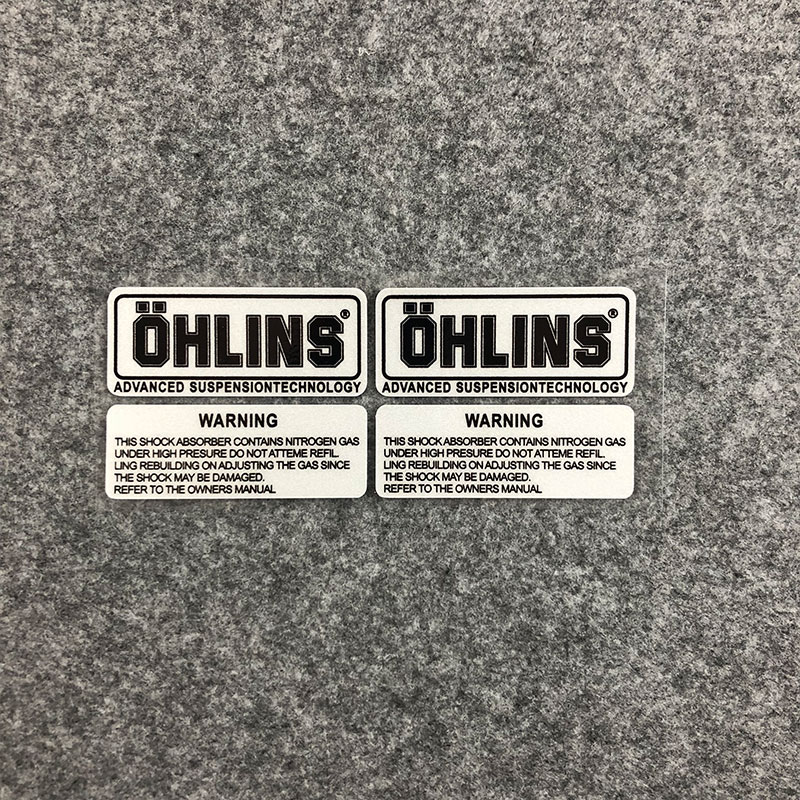 ÖHLINS®
ADVANCED SUSPENSIONTECHNOLOGY
WARNING
THIS SHOCK ABSORBER CONTAINS NITROGEN GAS
UNDER HIGH PRESURE DO NOT ATTEME REFIL.
LING REBUILDING ON ADJUSTING THE GAS SINCE
THE SHOCK MAY BE DAMAGED.
REFER TO THE OWNERS MANUAL
ÖHLINS®
ADVANCED SUSPENSIONTECHNOLOGY
WARNING
THIS SHOCK ABSORBER CONTAINS NITROGEN GAS
UNDER HIGH PRESURE DO NOT ATTEME REFIL.
LING REBUILDING ON ADJUSTING THE GAS SINCE
THE SHOCK MAY BE DAMAGED.
REFER TO THE OWNERS MANUAL